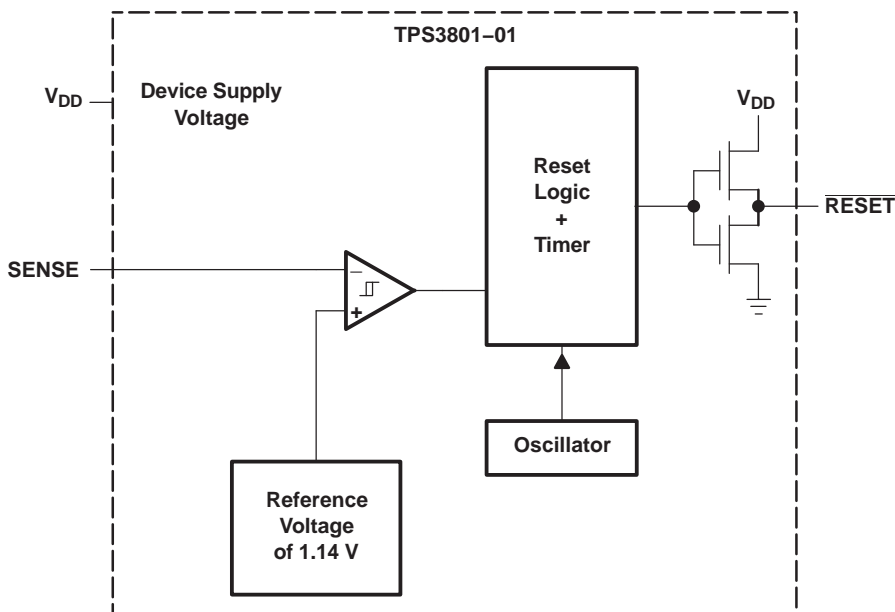 TPS3801–01
VDD
Device Supply
Voltage
VDD
Reset
Logic
+
Timer
RESET
SENSE
–
+
Oscillator
Reference
Voltage
of 1.14 V